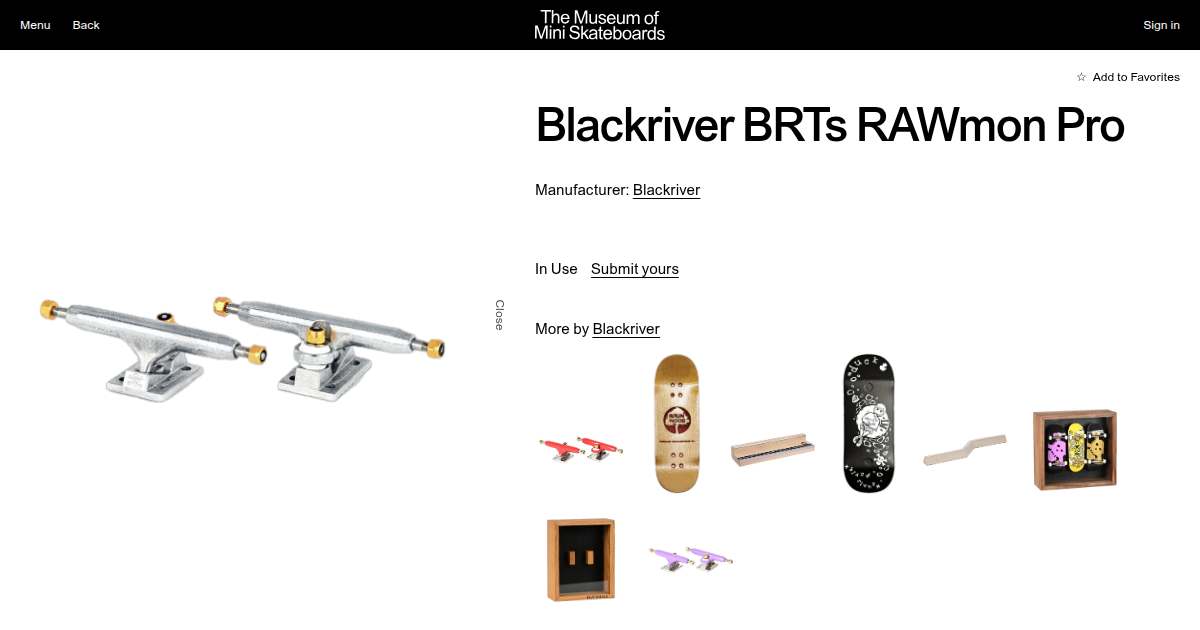 Menu
Back
The Museum of
Mini Skateboards
Sign in
☆ Add to Favorites
Blackriver BRTs RAWmon Pro
Manufacturer: Blackriver
In Use
Submit yours
Close
More by Blackriver